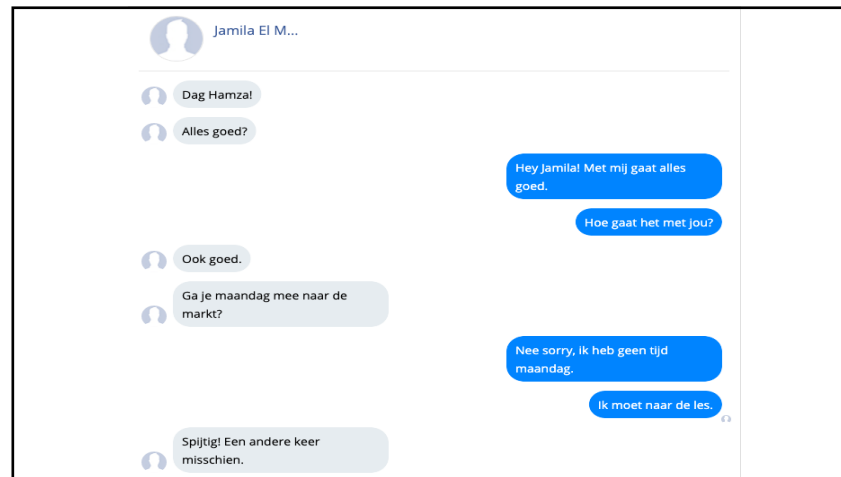 Jamila El M...
Dag Hamza!
Alles goed?
Hey Jamila! Met mij gaat alles
goed.
Hoe gaat het met jou?
Ook goed.
Ga je maandag mee naar de
markt?
Nee sorry, ik heb geen tijd
maandag.
Ik moet naar de les.
Spijtig! Een andere keer
misschien.